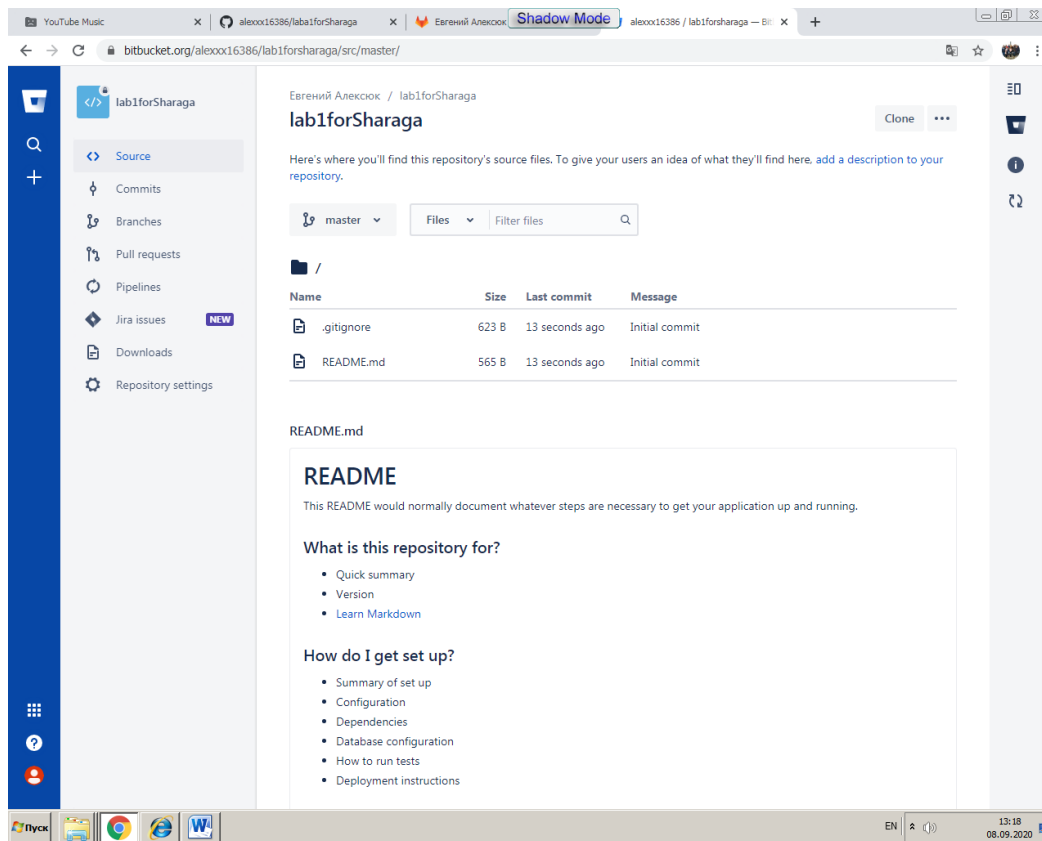 YouTube Music
alexxx16386/laba1forSharaga
Евгений Алексюк
Shadow Mode
alexxx16386 / lab1forsharaga — Bit
bitbucket.org/alexxx16386/lab1forsharaga/src/master/
lab1forSharaga
Source
Commits
Branches
Pull requests
Pipelines
Jira issues NEW
Downloads
Repository settings
Евгений Алексюк / lab1forSharaga
lab1forSharaga
Clone
Here's where you'll find this repository's source files. To give your users an idea of what they'll find here, add a description to your
repository.
master
Files
Filter files
/
Name Size Last commit Message
.gitignore 623 B 13 seconds ago Initial commit
README.md 565 B 13 seconds ago Initial commit
README.md
README
This README would normally document whatever steps are necessary to get your application up and running.
What is this repository for?
• Quick summary
• Version
• Learn Markdown
How do I get set up?
• Summary of set up
• Configuration
• Dependencies
• Database configuration
• How to run tests
• Deployment instructions
Пуск
EN
13:18
08.09.2020